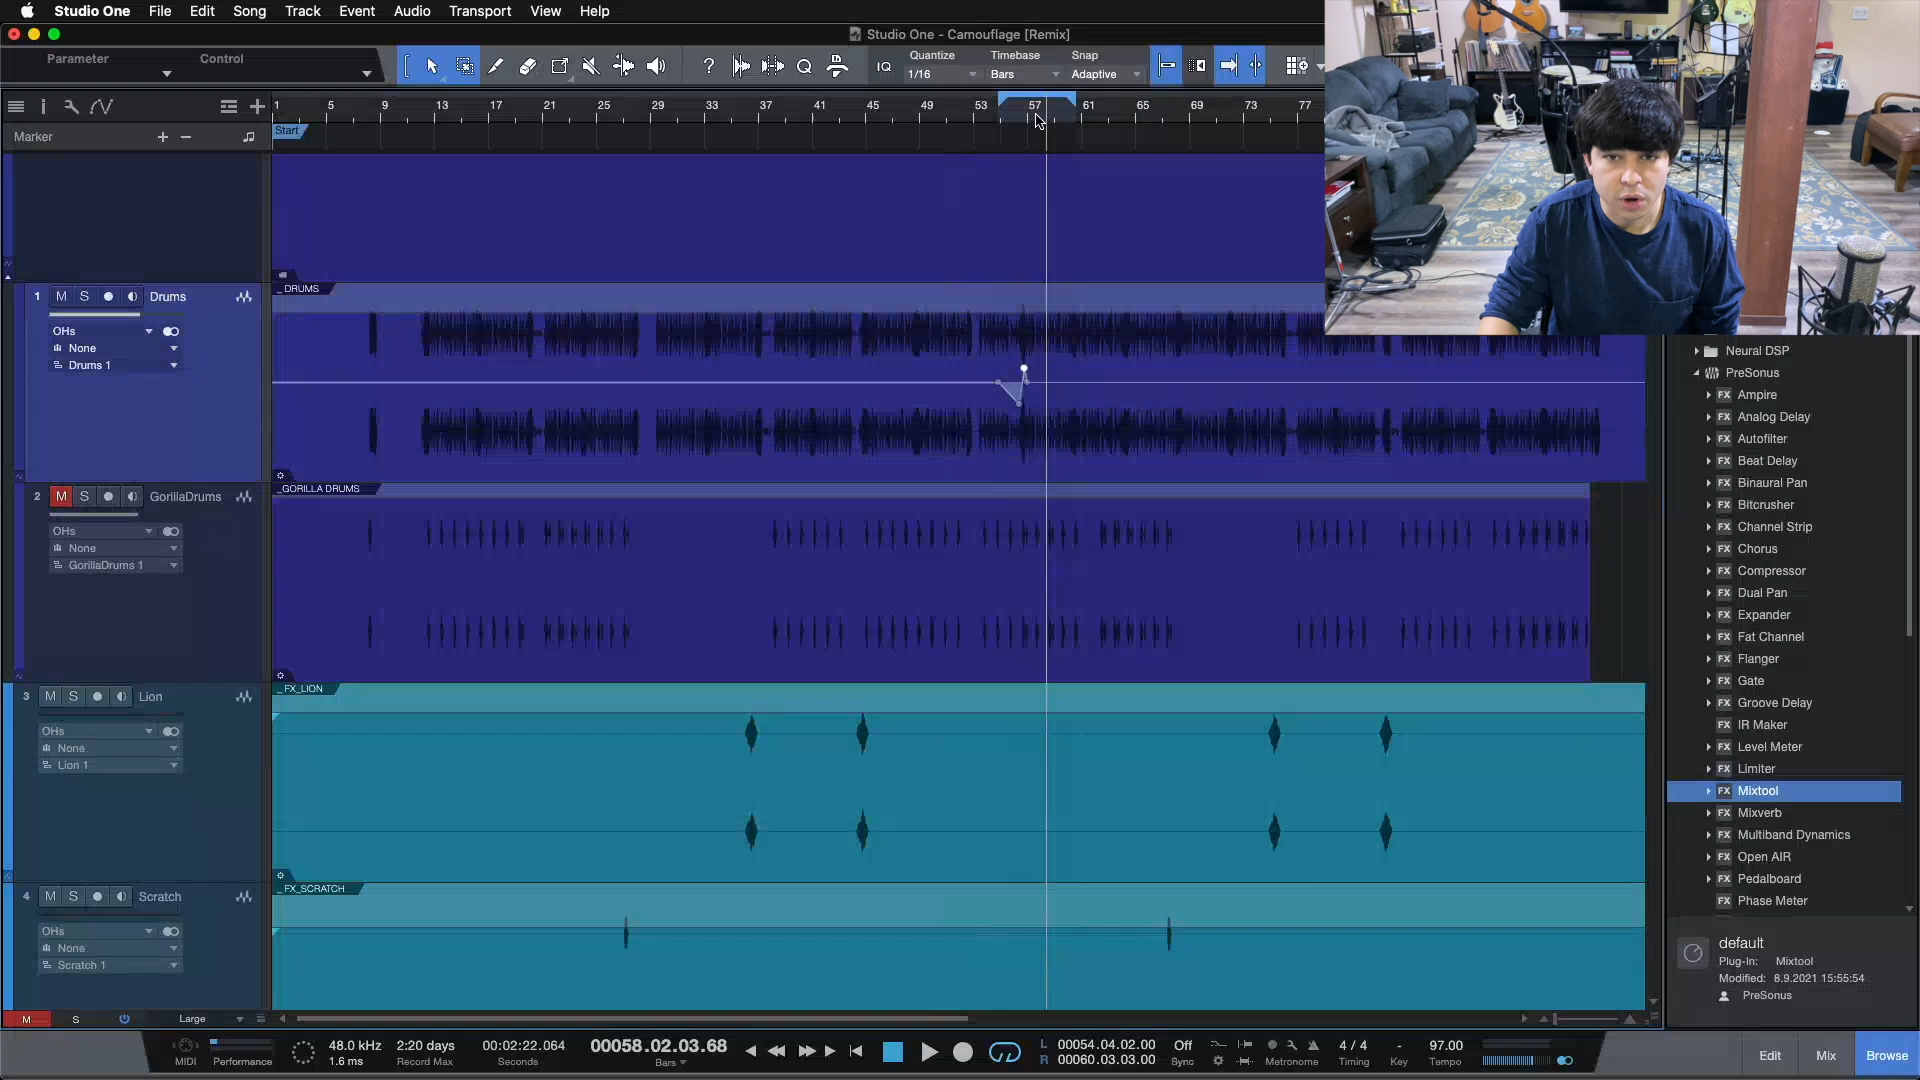 Studio One File Edit Song Track Event Audio Transport View Help
Studio One - Camouflage [Remix]
Parameter Control
Quantize Timebase Snap
IQ 1/16 Bars Adaptive
1 5 9 13 17 21 25 29 33 37 41 45 49 53 57 61 65 69 73 77
Marker
Start
_ DRUMS
1 M S Drums
OHs
None
Drums 1
_GORILLA DRUMS
2 M S GorillaDrums
OHs
None
GorillaDrums 1
_ FX_LION
3 M S Lion
OHs
None
Lion 1
_ FX_SCRATCH
4 M S Scratch
OHs
None
Scratch 1
M S Large
Neural DSP
PreSonus
FX Ampire
FX Analog Delay
FX Autofilter
FX Beat Delay
FX Binaural Pan
FX Bitcrusher
FX Channel Strip
FX Chorus
FX Compressor
FX Dual Pan
FX Expander
FX Fat Channel
FX Flanger
FX Gate
FX Groove Delay
FX IR Maker
FX Level Meter
FX Limiter
FX Mixtool
FX Mixverb
FX Multiband Dynamics
FX Open AIR
FX Pedalboard
FX Phase Meter
default
Plug-In: Mixtool
Modified: 8.9.2021 15:55:54
PreSonus
MIDI Performance
48.0 kHz
1.6 ms
2:20 days
Record Max
00:02:22.064
Seconds
00058.02.03.68
Bars
L 00054.04.02.00
R 00060.03.03.00
Off
Sync
Metronome
4 / 4
Timing
-
Key
97.00
Tempo
Edit Mix Browse